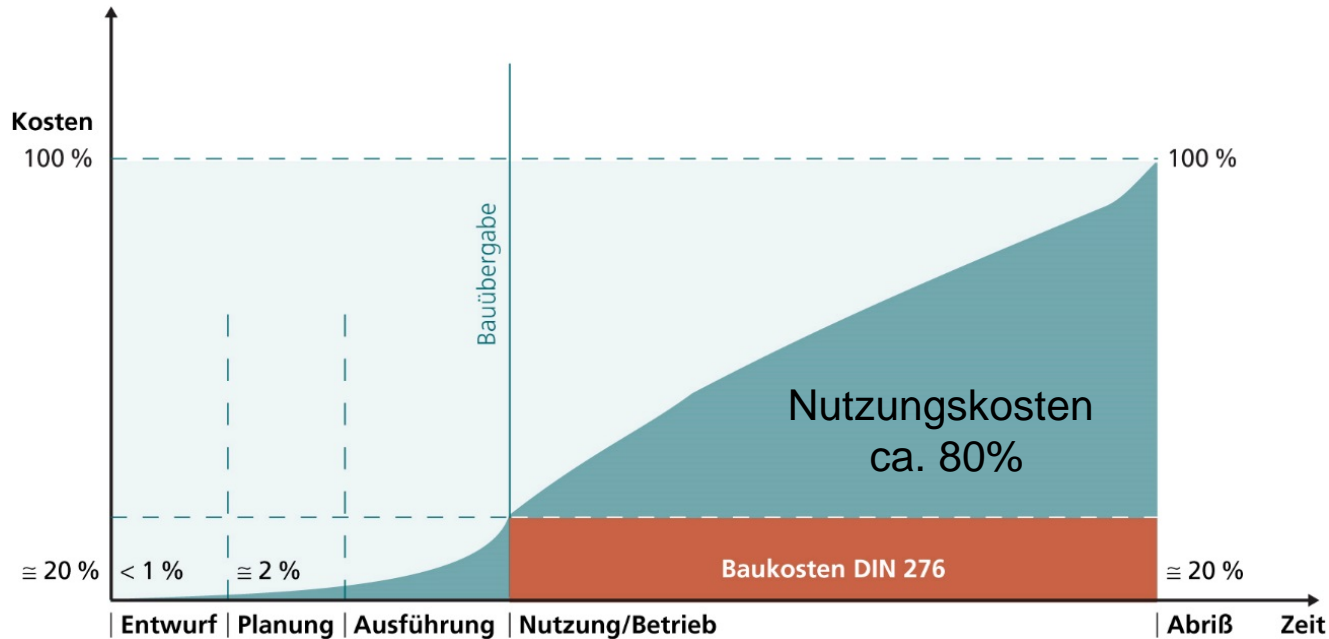 Kosten
100 %
100 %
Bauübergabe
Nutzungskosten
ca. 80%
≅ 20 %
< 1 %
≅ 2 %
Baukosten DIN 276
≅ 20 %
Entwurf
Planung
Ausführung
Nutzung/Betrieb
Abriß
Zeit